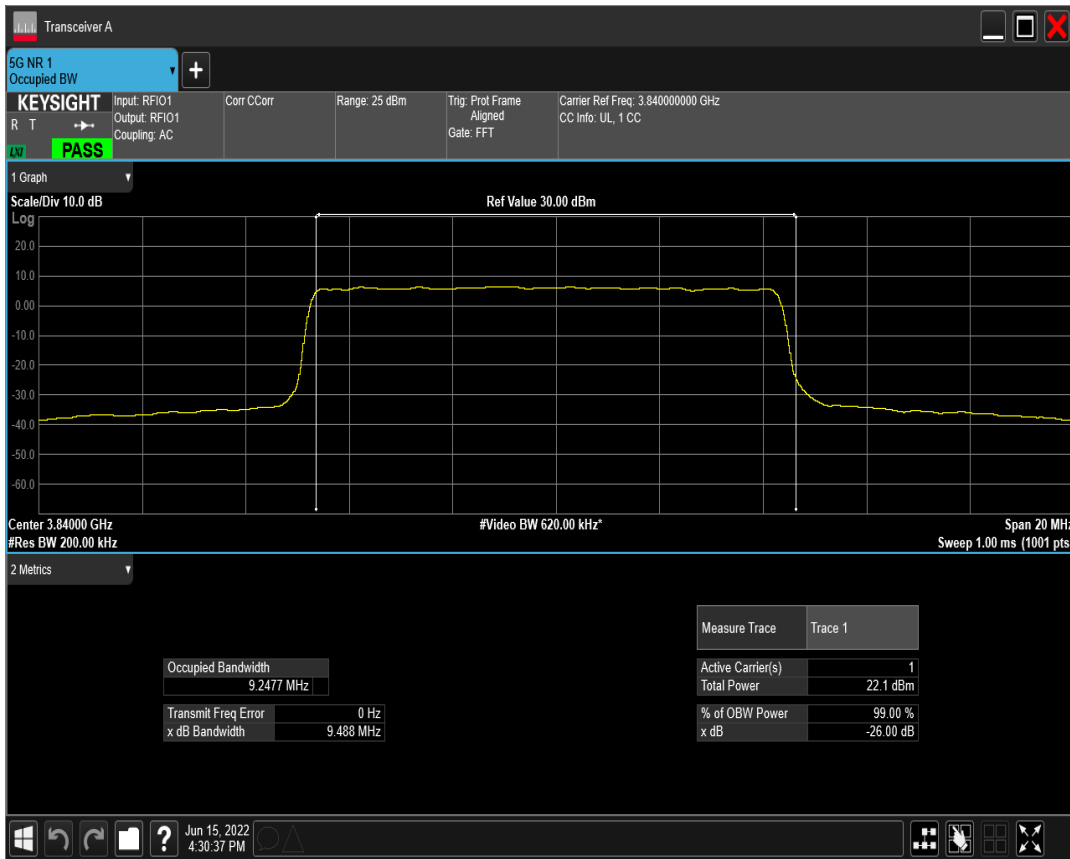 Transceiver A
5G NR 1
Occupied BW
KEYSIGHT
R T
LXI
PASS
Input: RFIO1
Output: RFIO1
Coupling: AC
Corr CCorr
Range: 25 dBm
Trig: Prot Frame
Aligned
Gate: FFT
Carrier Ref Freq: 3.840000000 GHz
CC Info: UL, 1 CC
1 Graph
Scale/Div 10.0 dB
Ref Value 30.00 dBm
Log
20.0
10.0
0.00
-10.0
-20.0
-30.0
-40.0
-50.0
-60.0
Center 3.84000 GHz
#Video BW 620.00 kHz*
Span 20 MHz
#Res BW 200.00 kHz
Sweep 1.00 ms (1001 pts
2 Metrics
Measure Trace Trace 1
Occupied Bandwidth
9.2477 MHz
Active Carrier(s) 1
Total Power 22.1 dBm
Transmit Freq Error 0 Hz
x dB Bandwidth 9.488 MHz
% of OBW Power 99.00 %
x dB -26.00 dB
?
Jun 15, 2022
4:30:37 PM